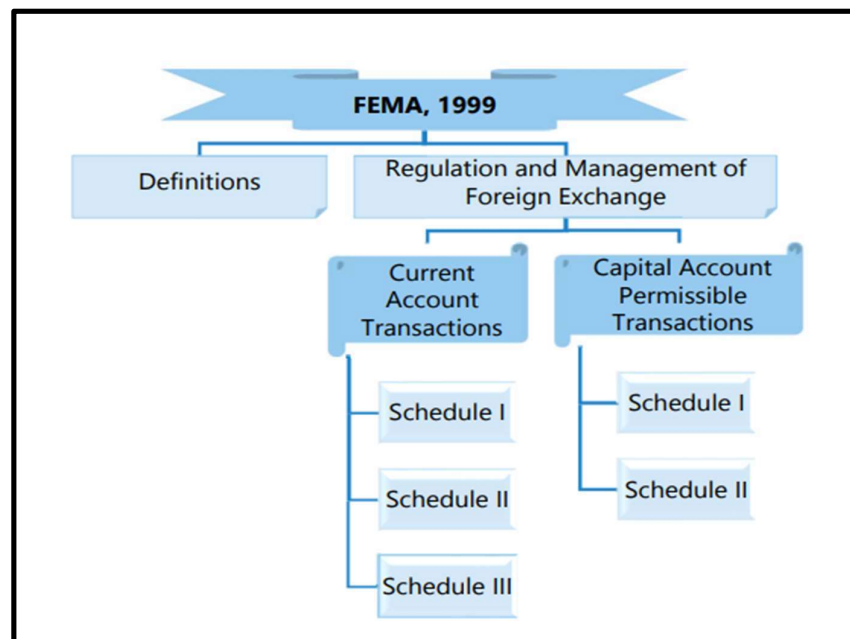 FEMA, 1999
Definitions
Regulation and Management of
Foreign Exchange
Current
Account
Transactions
Capital Account
Permissible
Transactions
Schedule I
Schedule II
Schedule III
Schedule I
Schedule II